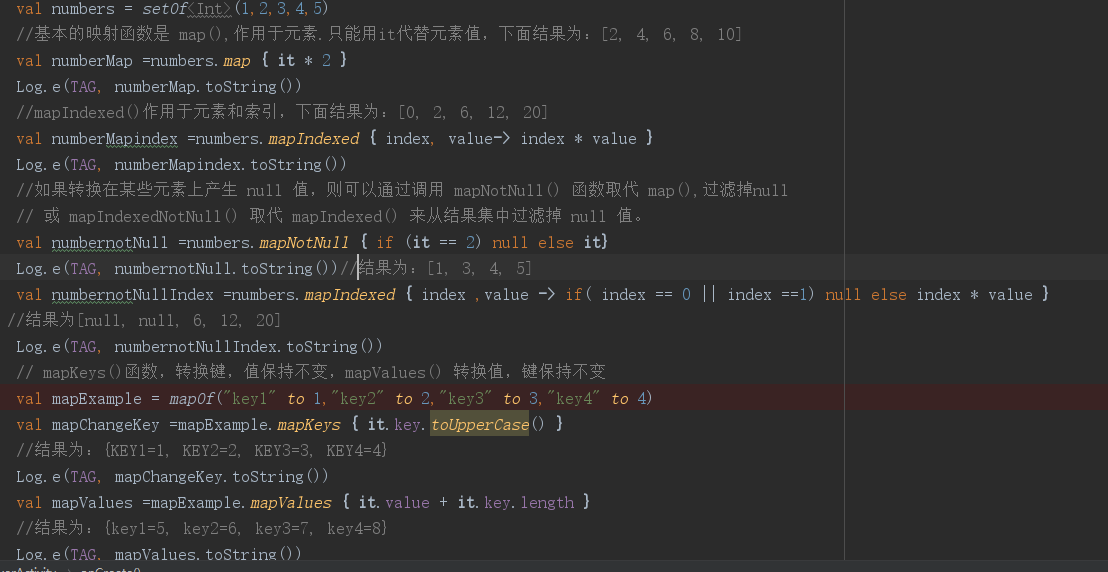 val numbers = setOf<Int>(1,2,3,4,5)
//基本的映射函数是 map(),作用于元素.只能用it代替元素值，下面结果为：[2, 4, 6, 8, 10]
val numberMap =numbers.map { it * 2 }
Log.e(TAG, numberMap.toString())
//mapIndexed()作用于元素和索引，下面结果为：[0, 2, 6, 12, 20]
val numberMapindex =numbers.mapIndexed { index, value-> index * value }
Log.e(TAG, numberMapindex.toString())
//如果转换在某些元素上产生 null 值，则可以通过调用 mapNotNull() 函数取代 map(),过滤掉null
// 或 mapIndexedNotNull() 取代 mapIndexed() 来从结果集中过滤掉 null 值。
val numbernotNull =numbers.mapNotNull { if (it == 2) null else it}
Log.e(TAG, numbernotNull.toString())//结果为：[1, 3, 4, 5]
val numbernotNullIndex =numbers.mapIndexed { index ,value -> if( index == 0 || index ==1) null else index * value }
//结果为[null, null, 6, 12, 20]
Log.e(TAG, numbernotNullIndex.toString())
// mapKeys()函数，转换键，值保持不变，mapValues() 转换值，键保持不变
val mapExample = mapOf("key1" to 1,"key2" to 2,"key3" to 3,"key4" to 4)
val mapChangeKey =mapExample.mapKeys { it.key.toUpperCase() }
//结果为：{KEY1=1, KEY2=2, KEY3=3, KEY4=4}
Log.e(TAG, mapChangeKey.toString())
val mapValues =mapExample.mapValues { it.value + it.key.length }
//结果为：{key1=5, key2=6, key3=7, key4=8}
Log.e(TAG, mapValues.toString())